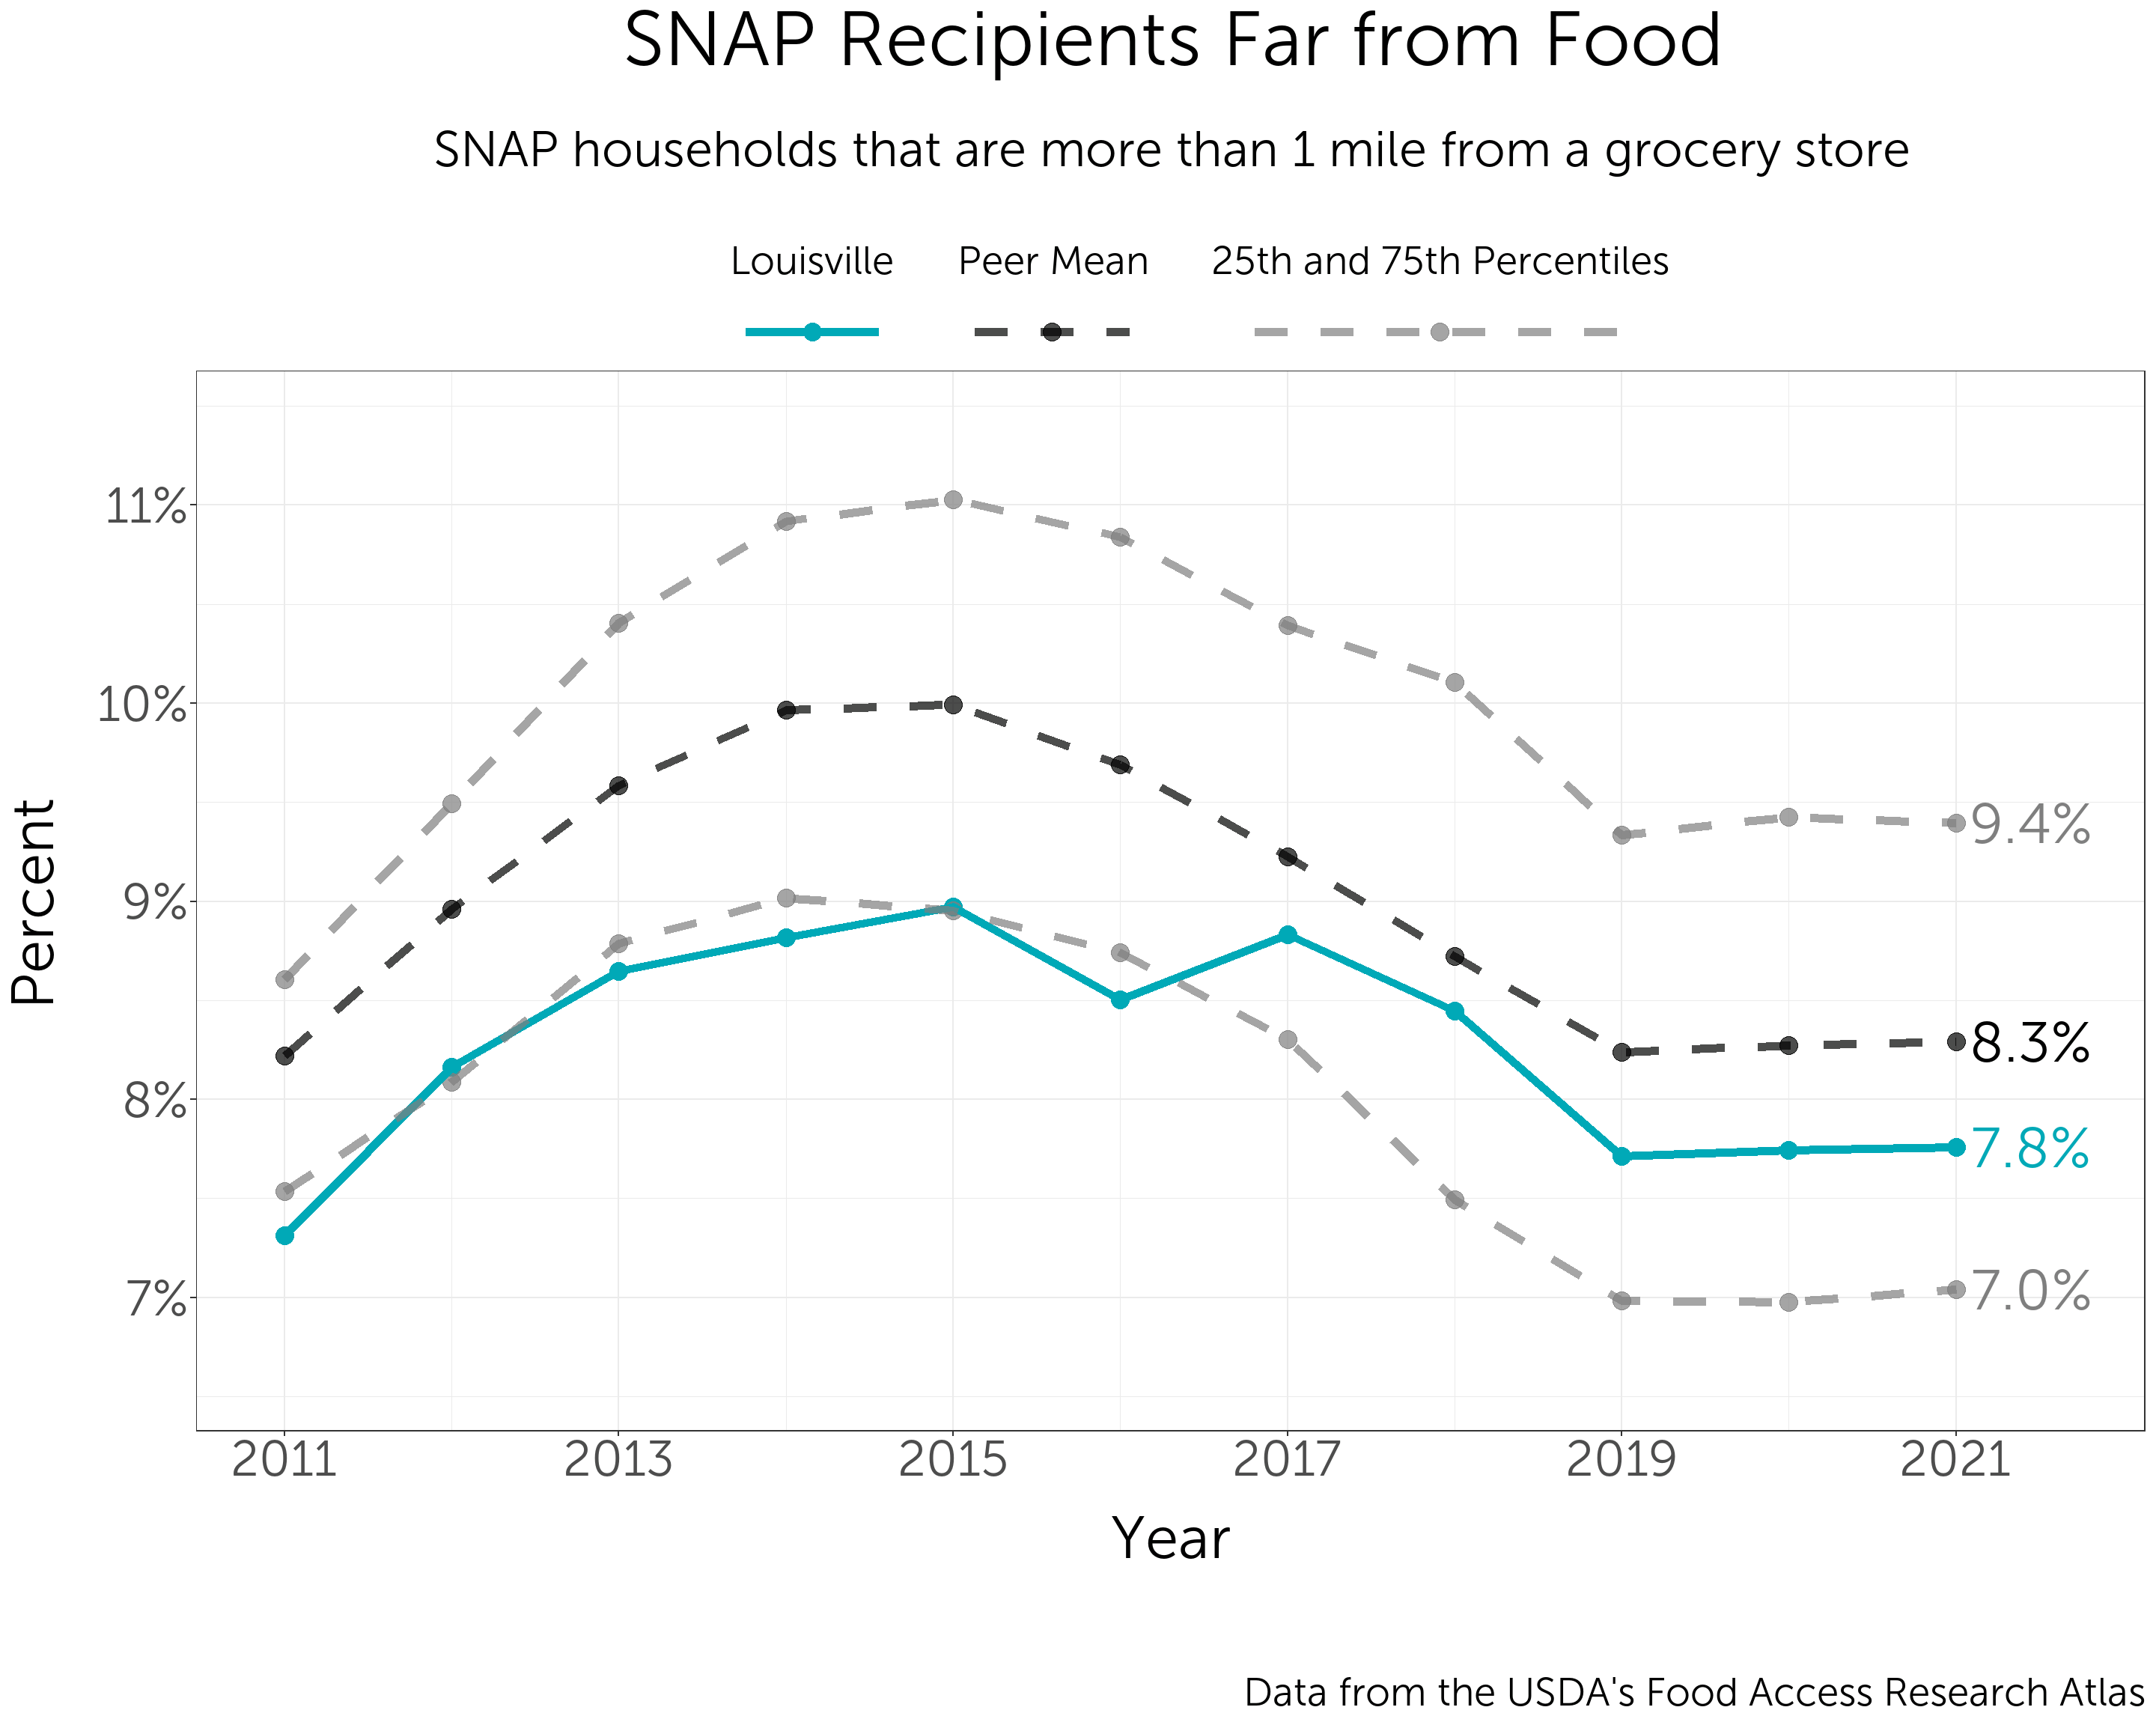 SNAP Recipients Far from Food
SNAP households that are more than 1 mile from a grocery store
Louisville Peer Mean 25th and 75th Percentiles
11%
10%
9%
8%
7%
Percent
9.4%
8.3%
7.8%
7.0%
2011 2013 2015 2017 2019 2021
Year
Data from the USDA's Food Access Research Atlas